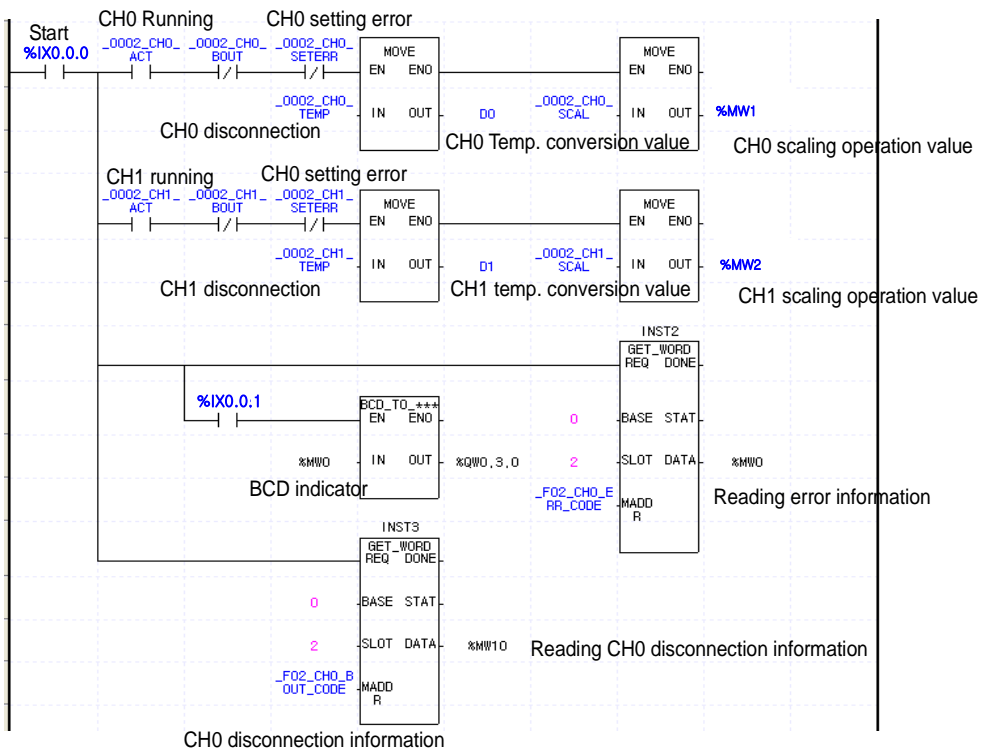 CH0 Running CH0 setting error
Start
%IX0.0.0
_0002_CH0_ACT
_0002_CH0_BOUT
_0002_CH0_SETERR
MOVE
EN ENO
MOVE
EN ENO
_0002_CH0_TEMP
IN OUT
D0
_0002_CH0_SCAL
IN OUT
%MW1
CH0 disconnection
CH0 Temp. conversion value
CH0 scaling operation value
CH1 running CH0 setting error
_0002_CH1_ACT
_0002_CH1_BOUT
_0002_CH1_SETERR
MOVE
EN ENO
MOVE
EN ENO
_0002_CH1_TEMP
IN OUT
D1
_0002_CH1_SCAL
IN OUT
%MW2
CH1 disconnection
CH1 temp. conversion value
CH1 scaling operation value
INST2
GET_WORD
REQ DONE
%IX0.0.1
BCD_TO_***
EN ENO
0
BASE STAT
%MW0
IN OUT
%QW0.3.0
2
SLOT DATA
%MW0
BCD indicator
_F02_CH0_E
RR_CODE
MADD
R
Reading error information
INST3
GET_WORD
REQ DONE
0
BASE STAT
2
SLOT DATA
%MW10
Reading CH0 disconnection information
_F02_CH0_B
OUT_CODE
MADD
R
CH0 disconnection information